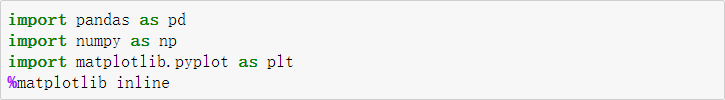 import pandas as pd
import numpy as np
import matplotlib.pyplot as plt
%matplotlib inline